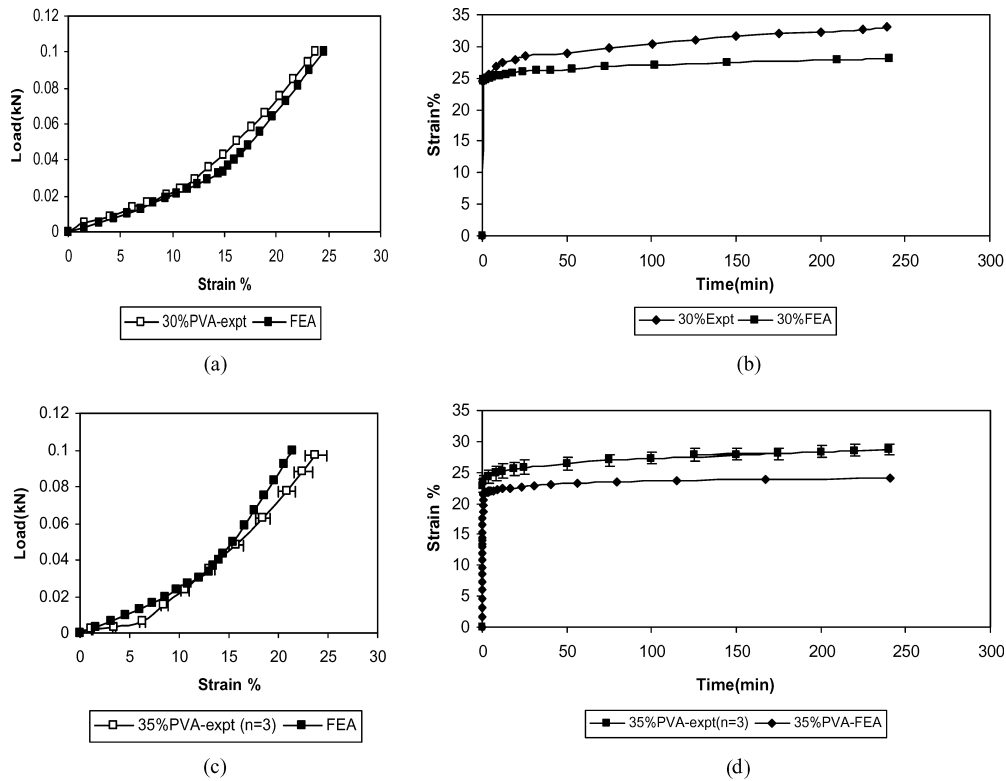 0.12
0.1
0.08
0.06
0.04
0.02
0
Load(kN)
0 5 10 15 20 25 30
Strain %
30%PVA-expt FEA
(a)
35
30
25
20
15
10
5
0
Strain%
0 50 100 150 200 250 300
Time(min)
30%Expt 30%FEA
(b)
0.12
0.1
0.08
0.06
0.04
0.02
0
Load(kN)
0 5 10 15 20 25 30
Strain %
35%PVA-expt (n=3) FEA
(c)
35
30
25
20
15
10
5
0
Strain %
0 50 100 150 200 250 300
Time(min)
35%PVA-expt(n=3) 35%PVA-FEA
(d)